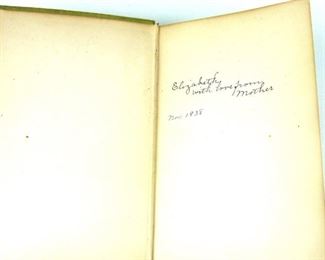 Elizabeth
with love from
Mother
Nov. 1938